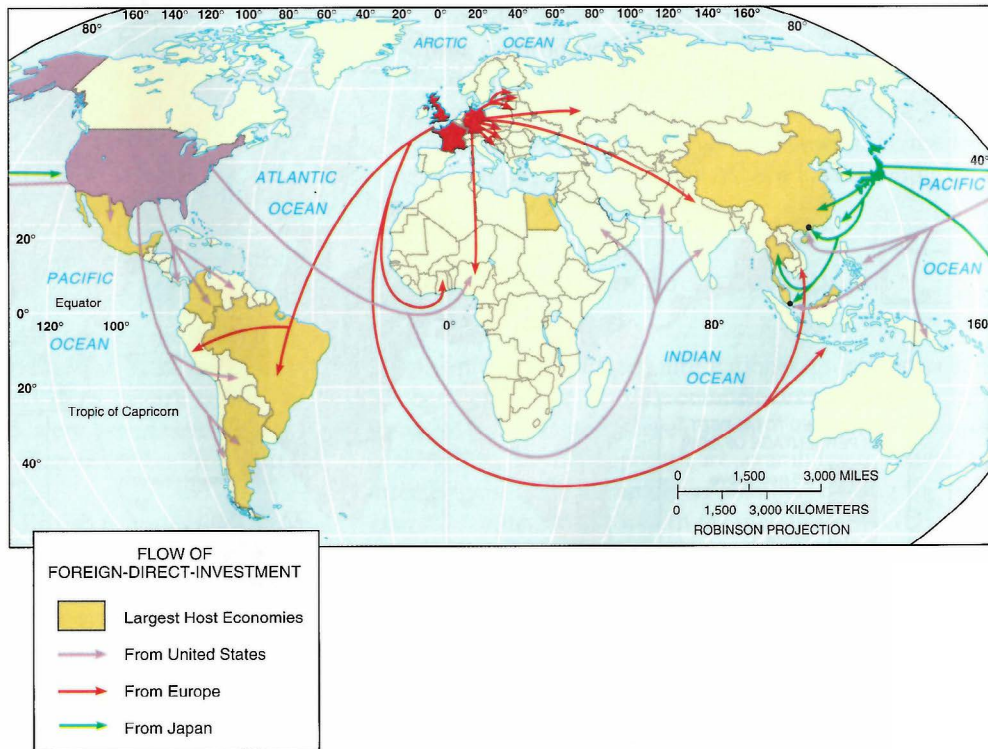 80°
160° 140° 120° 100° 80° 60° 40° 20° 0° 20° 40° 60° 80° 100° 120° 140° 160°
80°
ARCTIC OCEAN
40°
ATLANTIC
OCEAN
PACIFIC
20°
20°
PACIFIC
OCEAN
Equator
0°
0°
120° 100°
80°
160°
OCEAN
INDIAN
OCEAN
20°
Tropic of Capricorn
40°
0 1,500 3,000 MILES
0 1,500 3,000 KILOMETERS
ROBINSON PROJECTION
FLOW OF
FOREIGN-DIRECT-INVESTMENT
Largest Host Economies
From United States
From Europe
From Japan